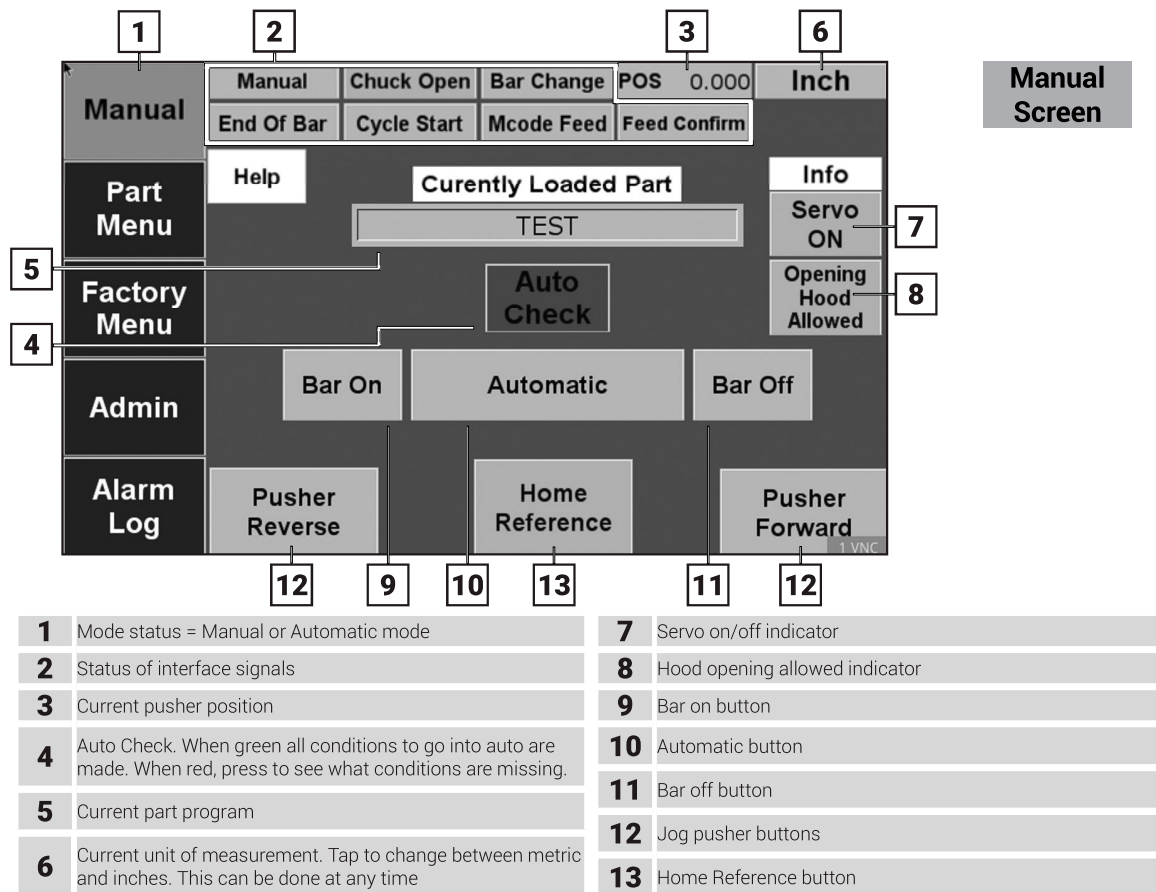 1
2
3
6
Manual
Manual
Chuck Open
Bar Change
POS
0.000
Inch
Manual
Screen
End Of Bar
Cycle Start
Mcode Feed
Feed Confirm
Part
Menu
Help
Curently Loaded Part
TEST
Info
Servo
ON
7
5
Factory
Menu
Auto
Check
Opening
Hood
Allowed
8
4
Bar On
Automatic
Bar Off
Admin
Alarm
Log
Pusher
Reverse
Home
Reference
Pusher
Forward
1 VNC
12
9
10
13
11
12
1 Mode status = Manual or Automatic mode
2 Status of interface signals
3 Current pusher position
4 Auto Check. When green all conditions to go into auto are
made. When red, press to see what conditions are missing.
5 Current part program
6 Current unit of measurement. Tap to change between metric
and inches. This can be done at any time
7 Servo on/off indicator
8 Hood opening allowed indicator
9 Bar on button
10 Automatic button
11 Bar off button
12 Jog pusher buttons
13 Home Reference button